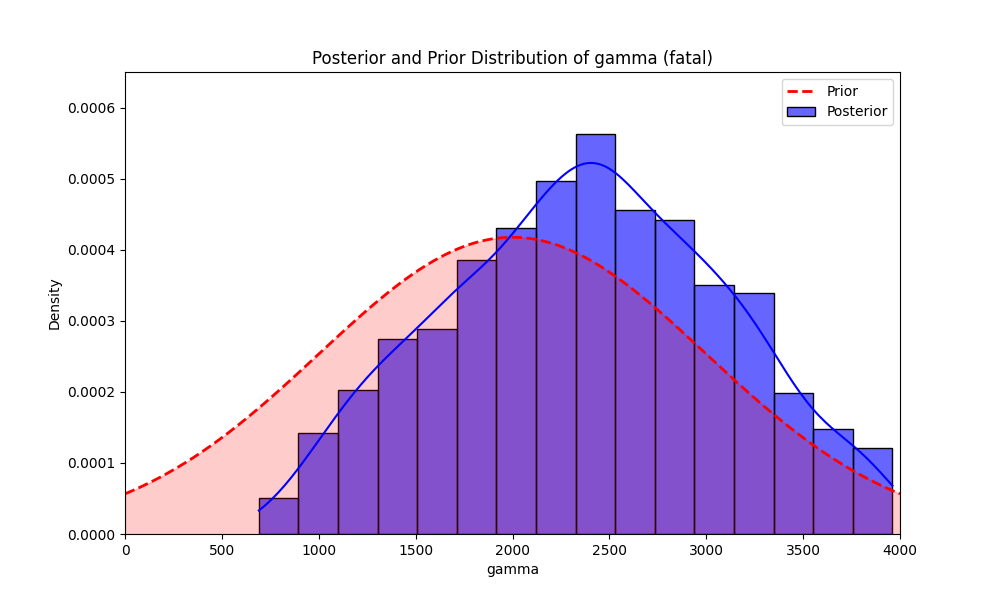 Posterior and Prior Distribution of gamma (fatal)
Prior
Posterior
Density
0.0006
0.0005
0.0004
0.0003
0.0002
0.0001
0.0000
0 500 1000 1500 2000 2500 3000 3500 4000
gamma